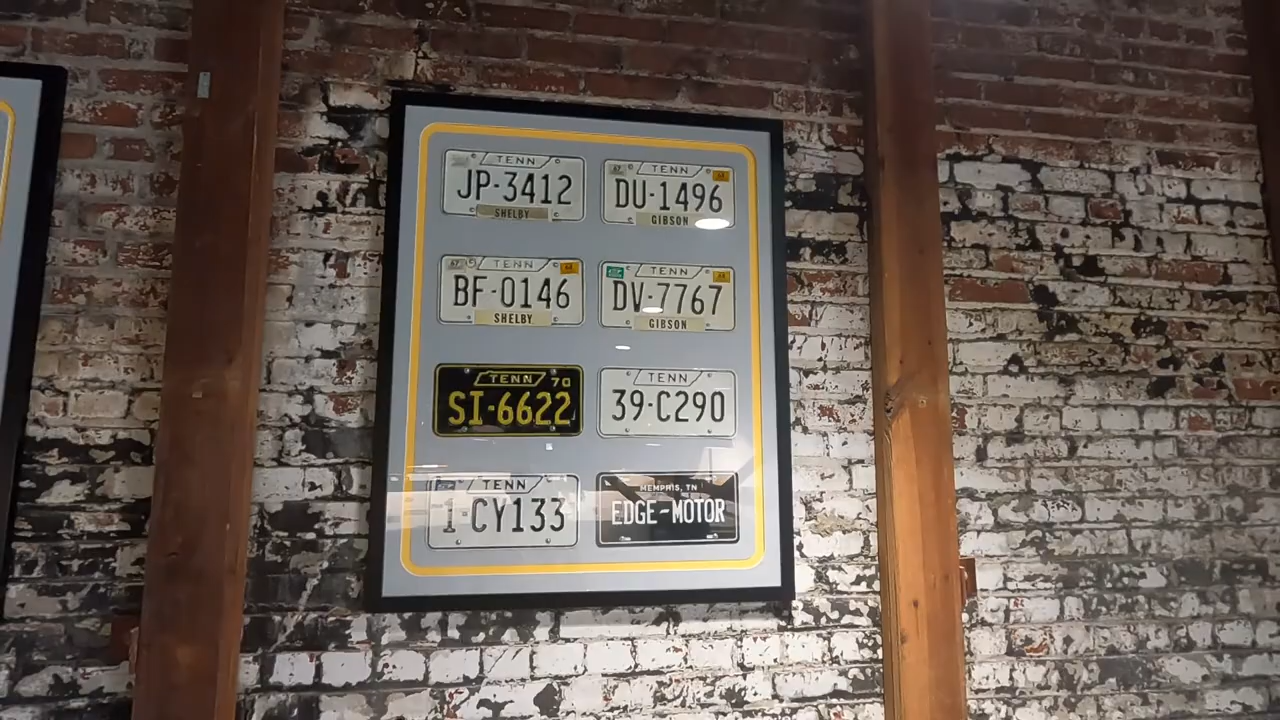 TENN
JP-3412
SHELBY
TENN
DU-1496
GIBSON
TENN
BF-0146
SHELBY
TENN
DV-7767
GIBSON
TENN 70
SI-6622
TENN
39-C290
TENN
1-CY133
MEMPHIS, TN
EDGE-MOTOR